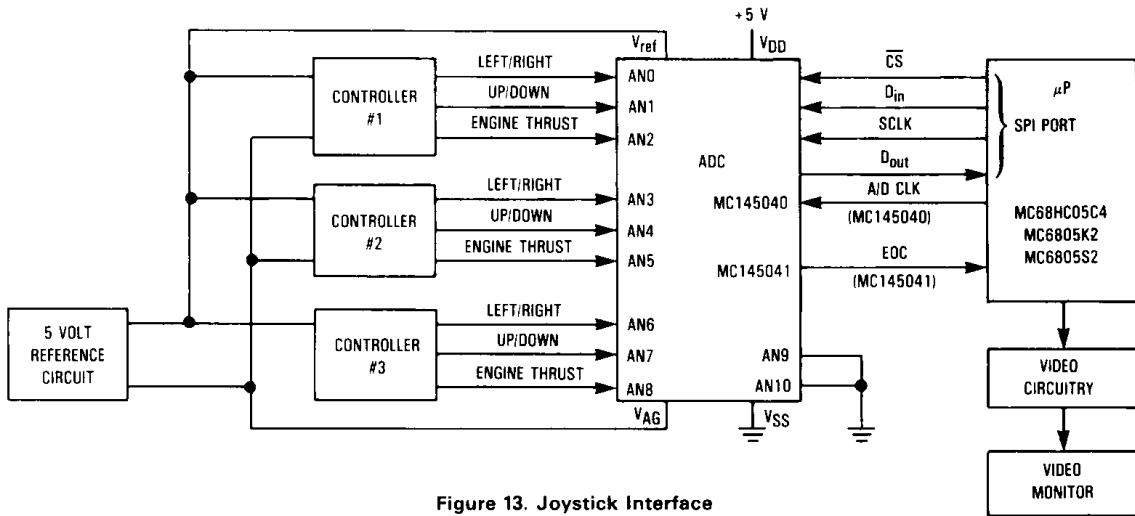 +5 V
Vref
VDD
CONTROLLER
#1
LEFT/RIGHT
UP/DOWN
ENGINE THRUST
AN0
AN1
AN2
CONTROLLER
#2
LEFT/RIGHT
UP/DOWN
ENGINE THRUST
AN3
AN4
AN5
5 VOLT
REFERENCE
CIRCUIT
CONTROLLER
#3
LEFT/RIGHT
UP/DOWN
ENGINE THRUST
AN6
AN7
AN8
VAG
ADC
MC145040
MC145041
AN9
AN10
VSS
C̅S̅
Din
SCLK
Dout
A/D CLK
(MC145040)
EOC
(MC145041)
μP
SPI PORT
MC68HC05C4
MC6805K2
MC6805S2
VIDEO
CIRCUITRY
VIDEO
MONITOR
Figure 13. Joystick Interface